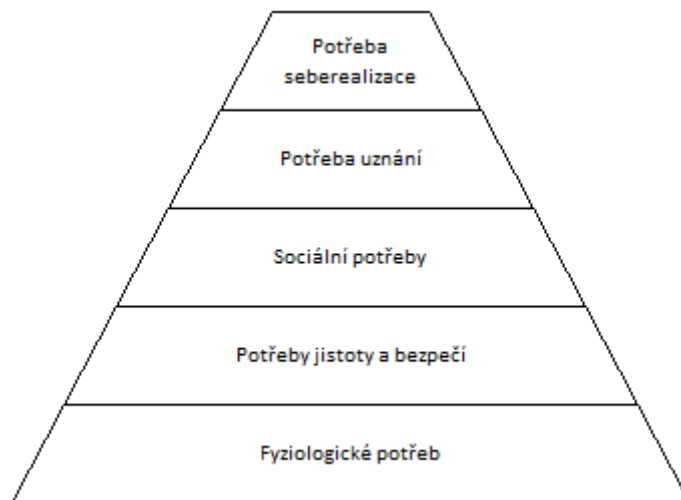 Potřeba
seberealizace
Potřeba uznání
Sociální potřeby
Potřeby jistoty a bezpečí
Fyziologické potřeb